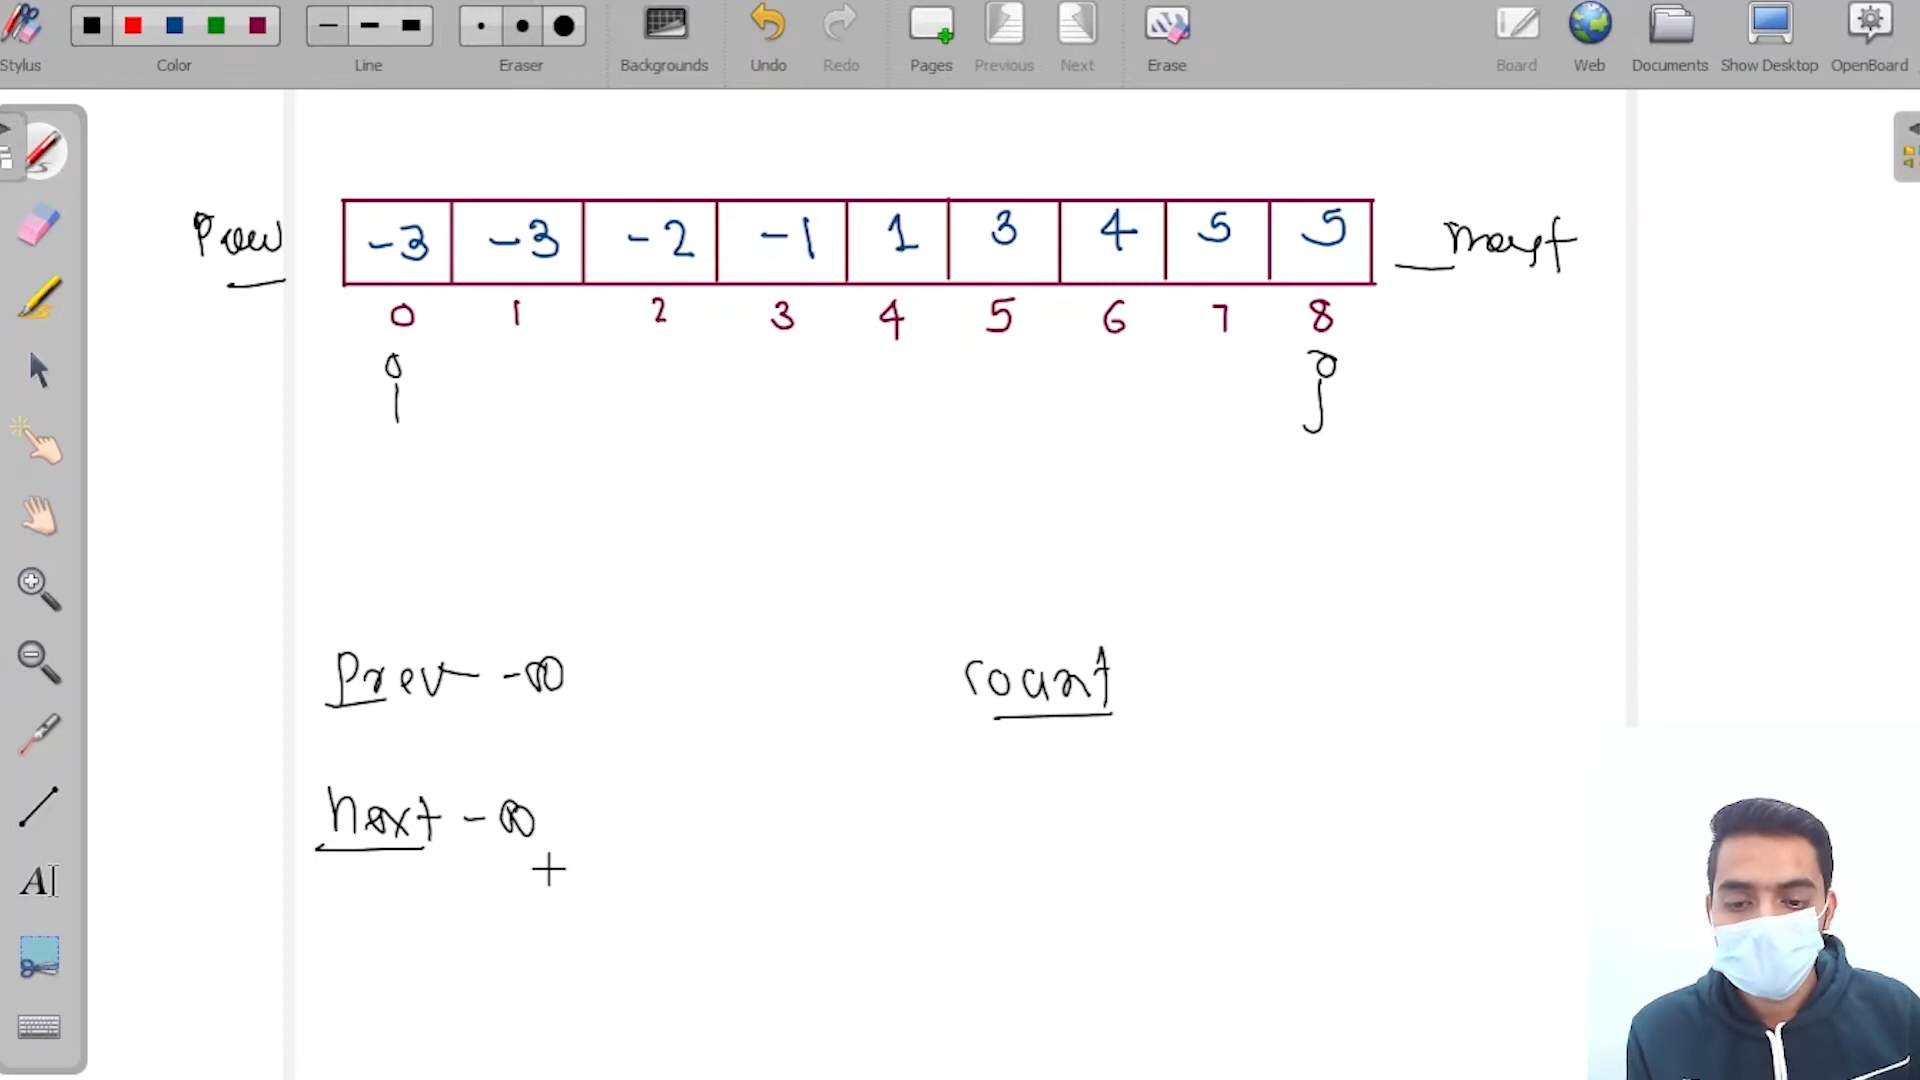 Stylus Color Line Eraser Backgrounds Undo Redo Pages Previous Next Erase Board Web Documents Show Desktop OpenBoard
Prev -3 -3 -2 -1 1 3 4 5 5 next
0 1 2 3 4 5 6 7 8
i j
Prev -∞ count
next - ∞
AI